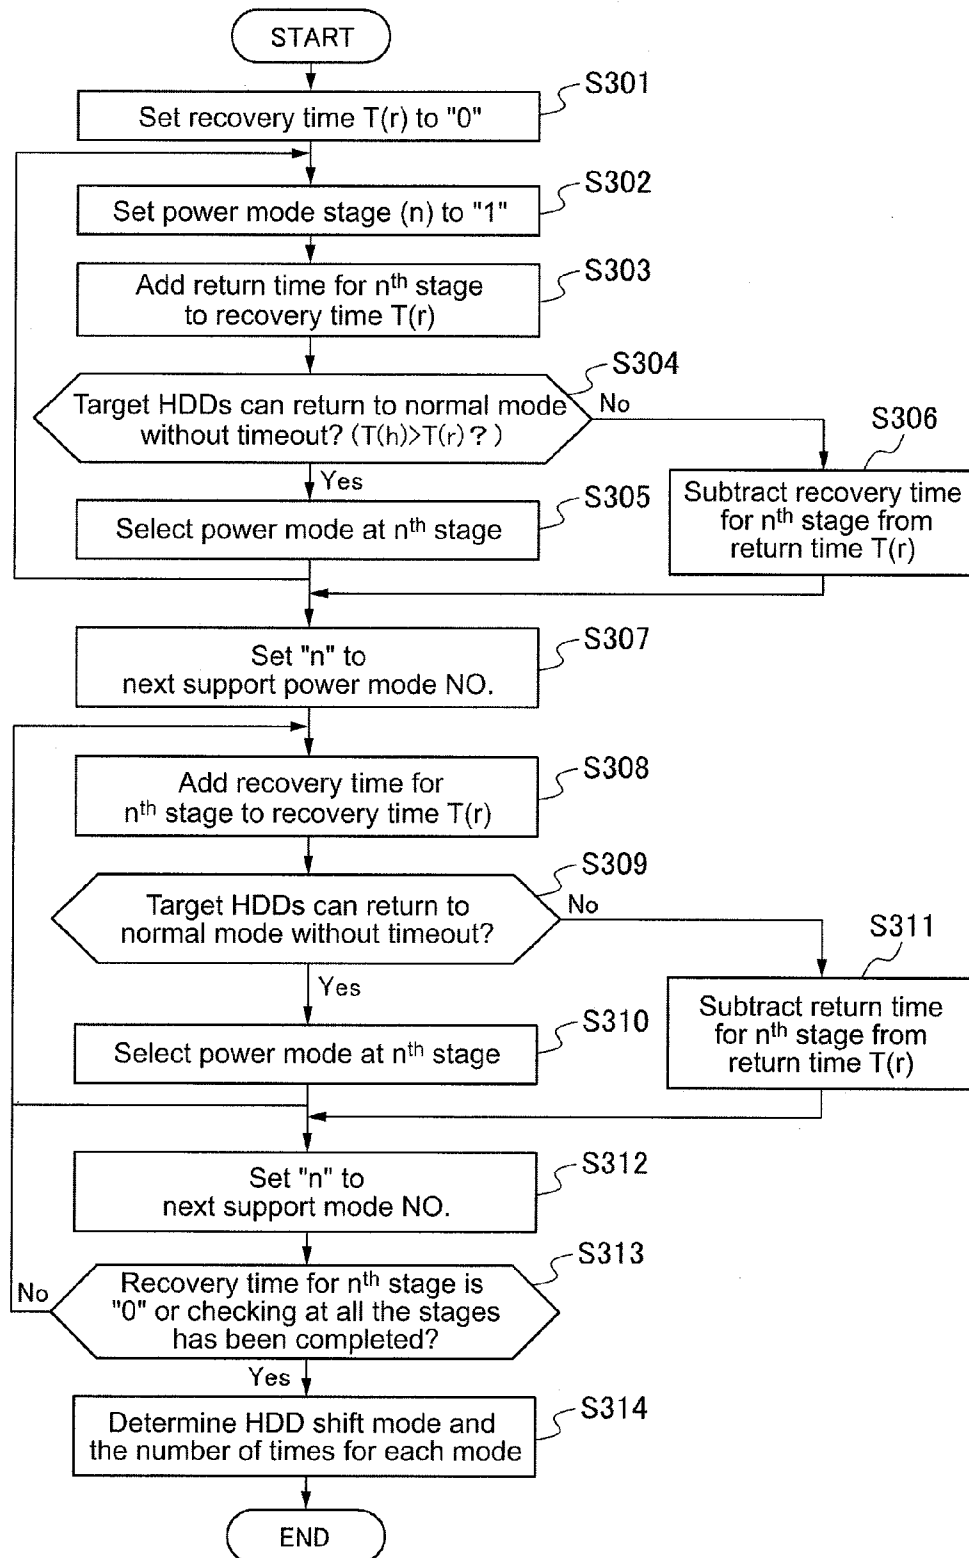 START
S301
Set recovery time T(r) to "0"
S302
Set power mode stage (n) to "1"
S303
Add return time for nth stage
to recovery time T(r)
S304
Target HDDs can return to normal mode
without timeout? (T(h)>T(r)?)
No
Yes
S306
Subtract recovery time
for nth stage from
return time T(r)
S305
Select power mode at nth stage
S307
Set "n" to
next support power mode NO.
S308
Add recovery time for
nth stage to recovery time T(r)
S309
Target HDDs can return to
normal mode without timeout?
No
Yes
S311
Subtract return time
for nth stage from
return time T(r)
S310
Select power mode at nth stage
S312
Set "n" to
next support mode NO.
S313
Recovery time for nth stage is
"0" or checking at all the stages
has been completed?
No
Yes
S314
Determine HDD shift mode and
the number of times for each mode
END